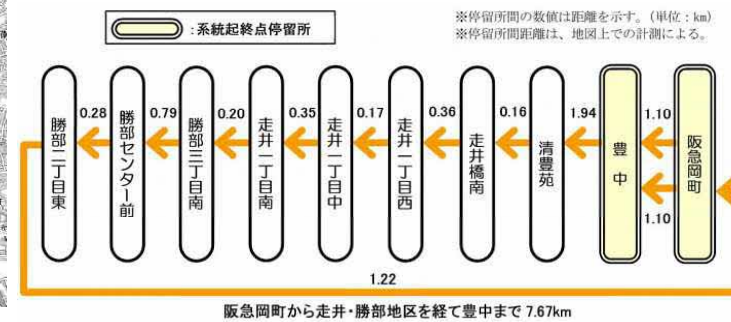 ：系統起終点停留所
※停留所間の数値は距離を示す。（単位：km）
※停留所間距離は、地図上での計測による。
勝部二丁目東
0.28
勝部センター前
0.79
勝部三丁目南
0.20
走井一丁目南
0.35
走井一丁目中
0.17
走井一丁目西
0.36
走井橋南
0.16
清豊苑
1.94
豊中
1.10
1.10
阪急岡町
1.22
阪急岡町から走井・勝部地区を経て豊中まで 7.67km